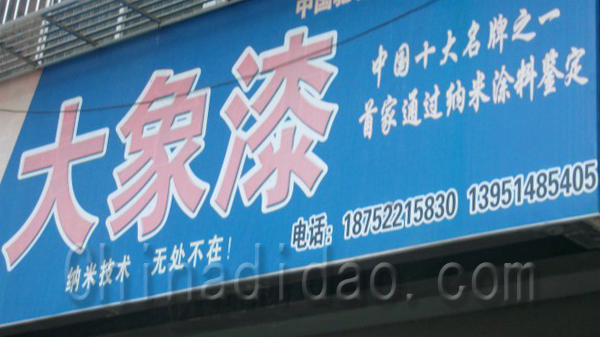 大象漆
中国十大名牌之一
首家通过纳米涂料鉴定
电话：18752215830 13951485405
纳米技术 无处不在！
Chinadidao.com